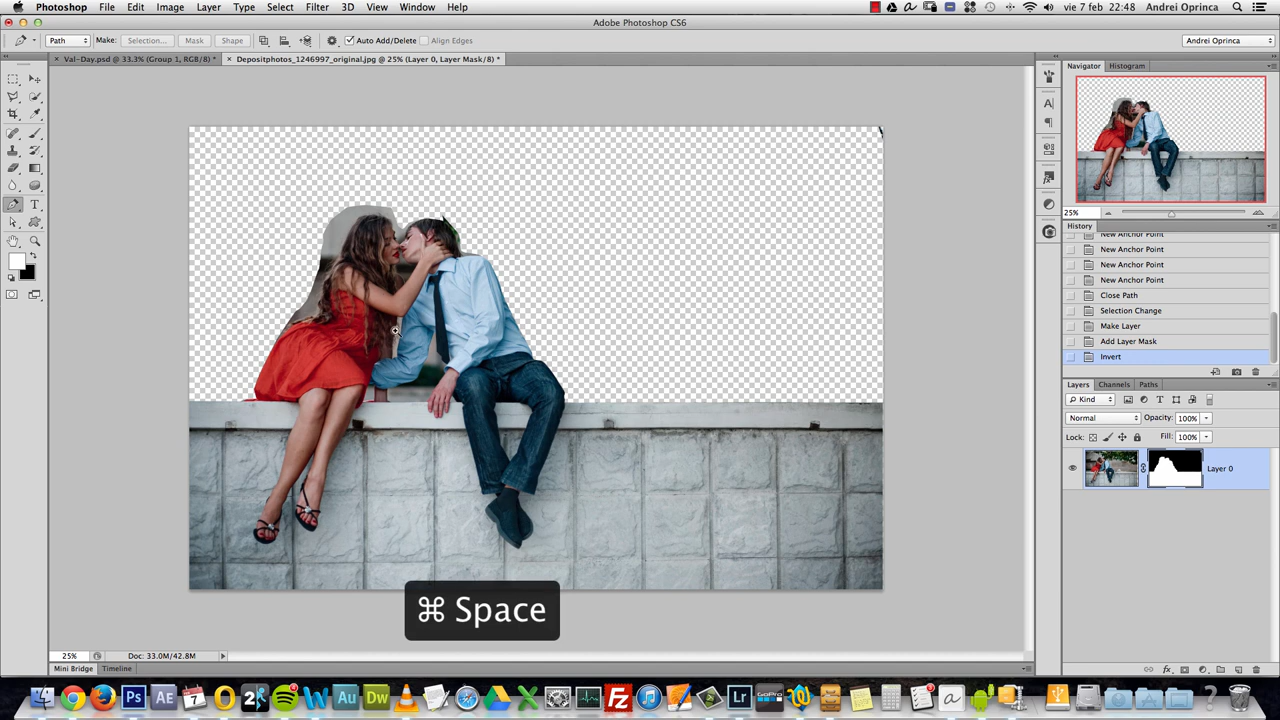 Photoshop File Edit Image Layer Type Select Filter 3D View Window Help vie 7 feb 22:48 Andrei Oprinca
Adobe Photoshop CS6
Path Make: Selection... Mask Shape Auto Add/Delete Align Edges Andrei Oprinca
Val-Day.psd @ 33.3% (Group 1, RGB/8) * Depositphotos_1246997_original.jpg @ 25% (Layer 0, Layer Mask/8) *
Navigator Histogram
25%
History
New Anchor Point
New Anchor Point
New Anchor Point
New Anchor Point
Close Path
Selection Change
Make Layer
Add Layer Mask
Invert
Layers Channels Paths
Kind
Normal Opacity: 100%
Lock: Fill: 100%
Layer 0
⌘ Space
25% Doc: 33.0M/42.8M
Mini Bridge Timeline